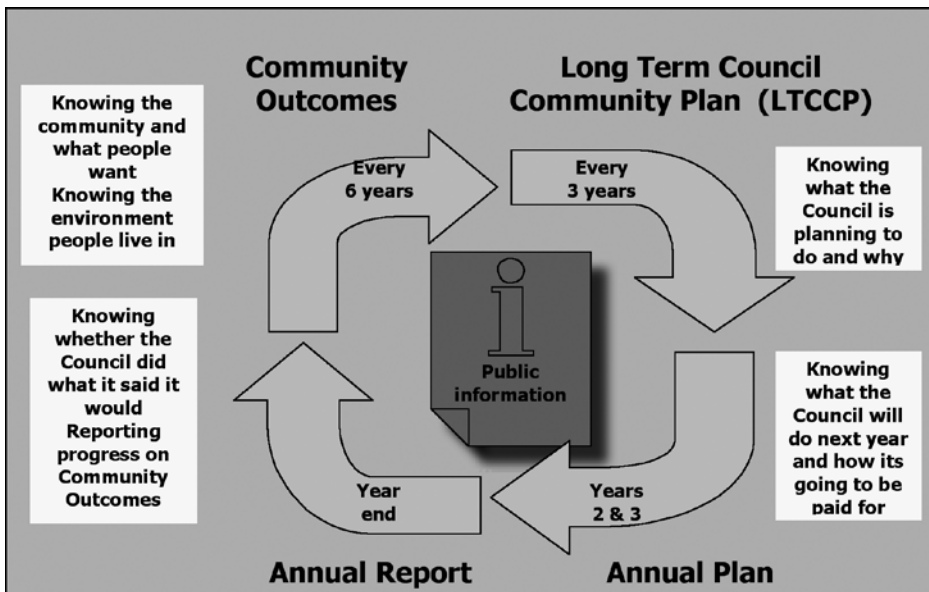 Community
Outcomes
Long Term Council
Community Plan (LTCCP)
Knowing the
community and
what people
want
Knowing the
environment
people live in
Every
6 years
Every
3 years
Knowing
what the
Council is
planning to
do and why
i
Public
information
Knowing
whether the
Council did
what it said it
would
Reporting
progress on
Community
Outcomes
Knowing
what the
Council will
do next year
and how its
going to be
paid for
Year
end
Years
2 & 3
Annual Report
Annual Plan